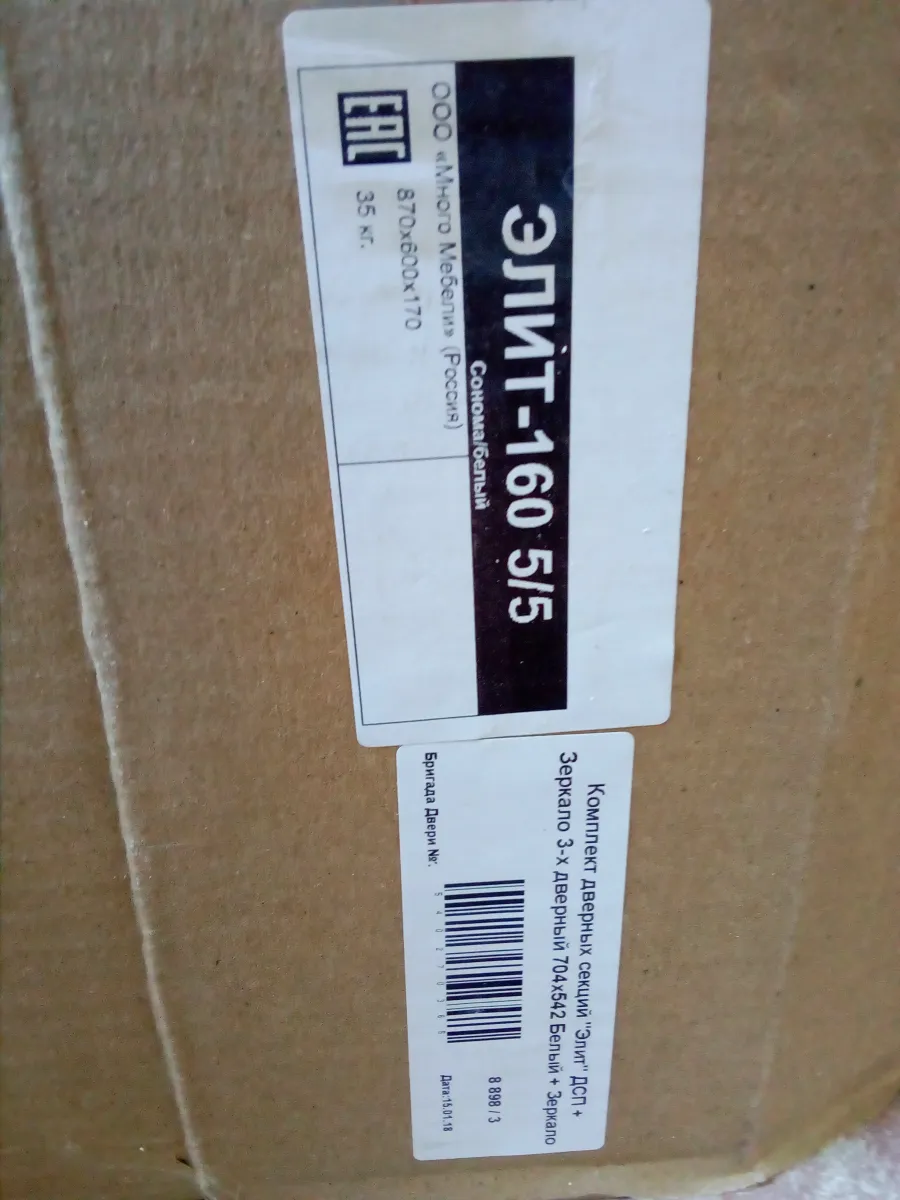 ЭЛИТ-160 5/5
Сонома/белый
ООО «Много Мебели» (Россия)
870х600х170
35 кг.
ЕАС
Комплект дверных секций "Элит" ДСП +
Зеркало 3-х дверный 704х542 Белый + Зеркало
8 898 / 3
Бригада Двери №:
Дата:15.01.18